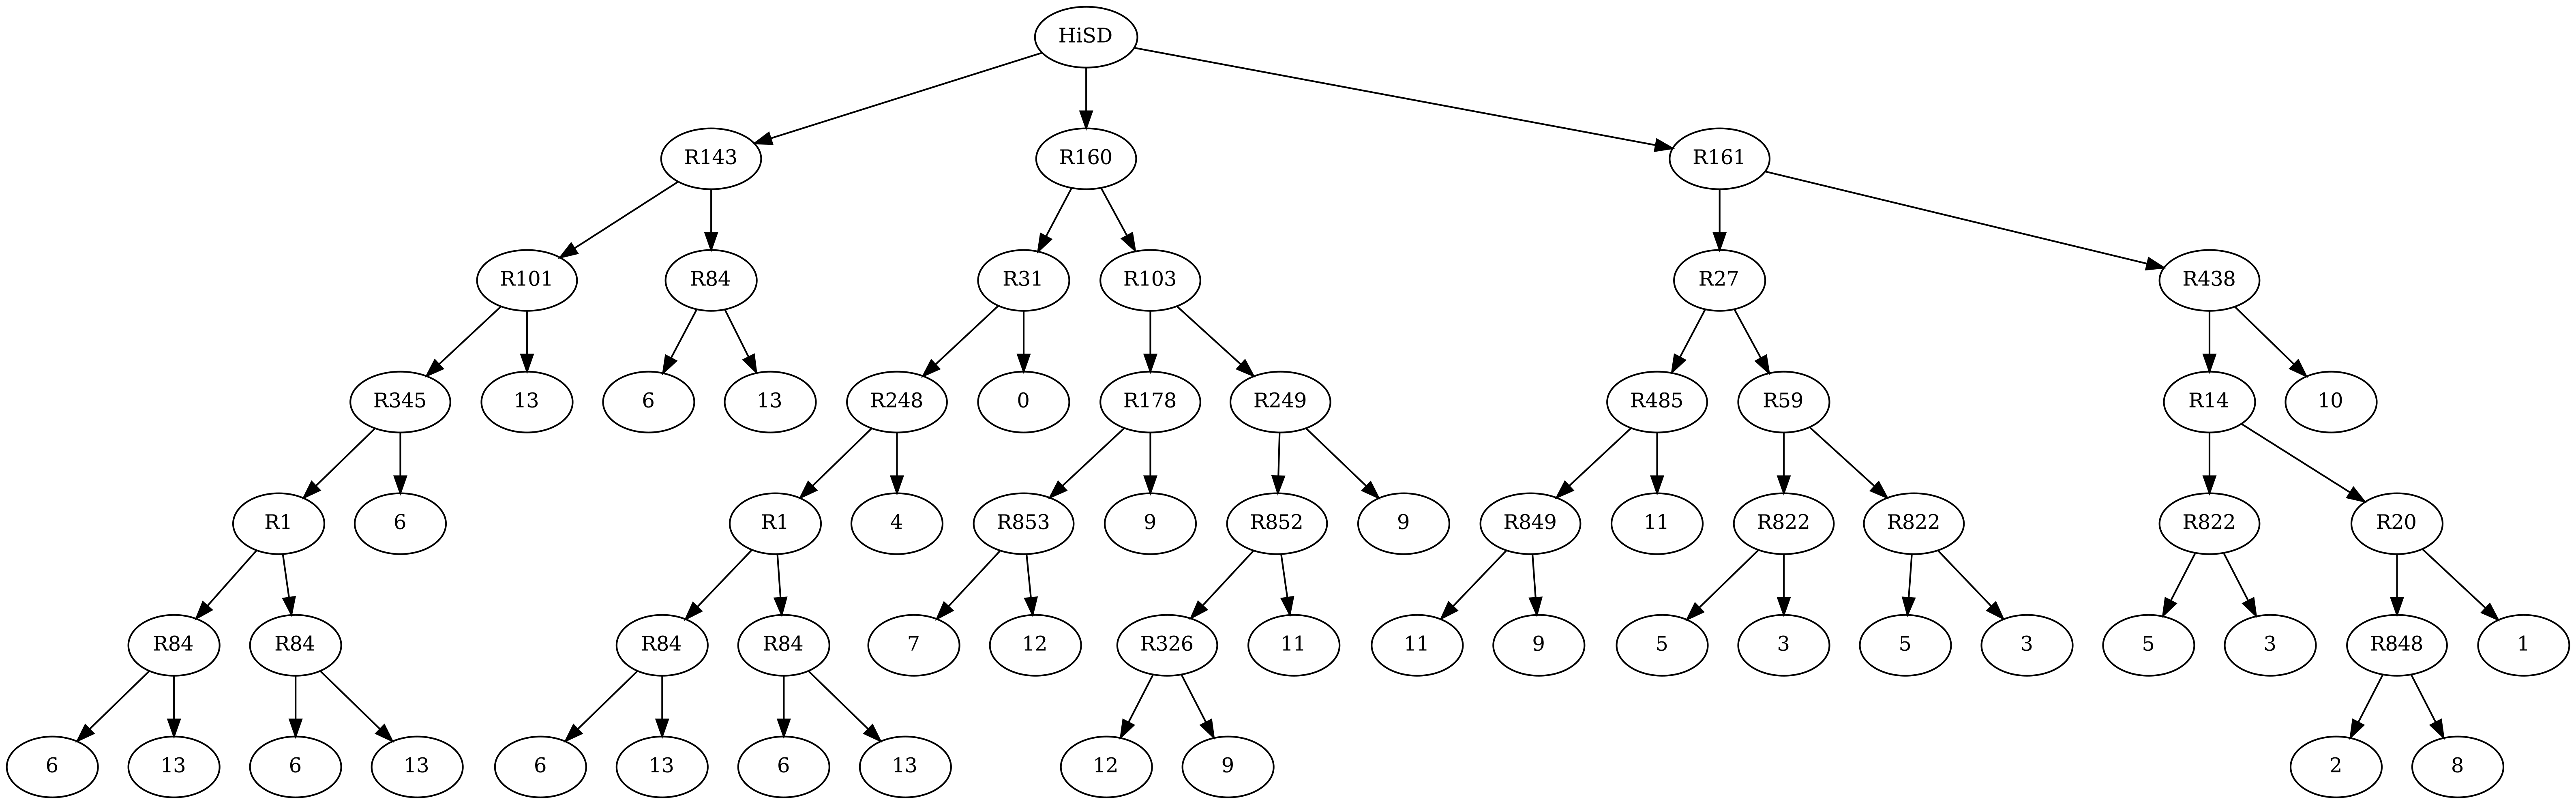 HiSD
R143 R160 R161
R101 R84 R31 R103 R27 R438
R345 13 6 13 R248 0 R178 R249 R485 R59 R14 10
R1 6 R1 4 R853 9 R852 9 R849 11 R822 R822 R822 R20
R84 R84 R84 R84 7 12 R326 11 11 9 5 3 5 3 5 3 R848 1
6 13 6 13 6 13 6 13 12 9 2 8